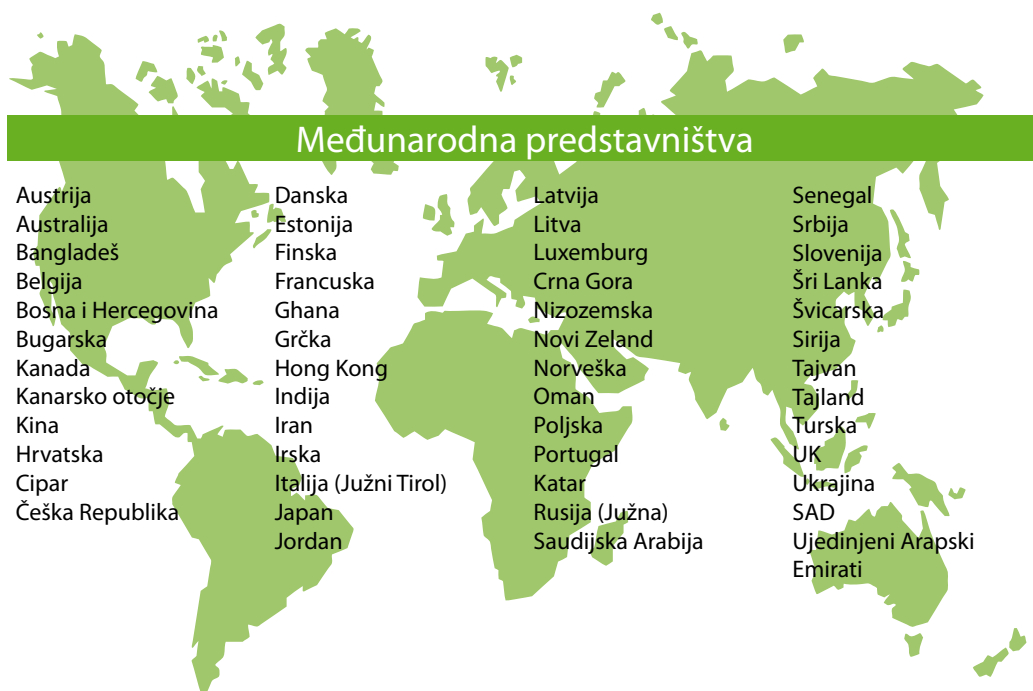 Međunarodna predstavništva
Austrija
Australija
Bangladeš
Belgija
Bosna i Hercegovina
Bugarska
Kanada
Kanarsko otočje
Kina
Hrvatska
Cipar
Češka Republika
Danska
Estonija
Finska
Francuska
Ghana
Grčka
Hong Kong
Indija
Iran
Irska
Italija (Južni Tirol)
Japan
Jordan
Latvija
Litva
Luxemburg
Crna Gora
Nizozemska
Novi Zeland
Norveška
Oman
Poljska
Portugal
Katar
Rusija (Južna)
Saudijska Arabija
Senegal
Srbija
Slovenija
Šri Lanka
Švicarska
Sirija
Tajvan
Tajland
Turska
UK
Ukrajina
SAD
Ujedinjeni Arapski
Emirati